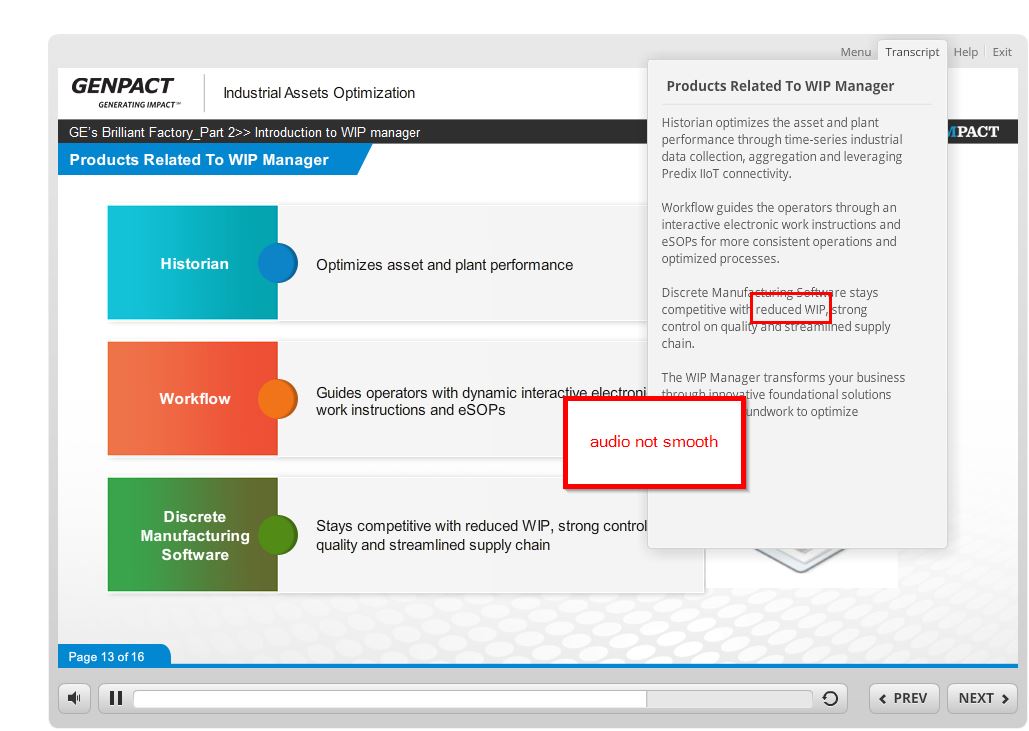 Menu Transcript Help Exit
GENPACT
GENERATING IMPACT℠
Industrial Assets Optimization
GE's Brilliant Factory_Part 2>> Introduction to WIP manager
PACT
Products Related To WIP Manager
Historian
Optimizes asset and plant performance
Workflow
Guides operators with dynamic interactive electroni
work instructions and eSOPs
Discrete
Manufacturing
Software
Stays competitive with reduced WIP, strong control
quality and streamlined supply chain
Products Related To WIP Manager
Historian optimizes the asset and plant
performance through time-series industrial
data collection, aggregation and leveraging
Predix IIoT connectivity.
Workflow guides the operators through an
interactive electronic work instructions and
eSOPs for more consistent operations and
optimized processes.
Discrete Manufacturing Software stays
competitive with reduced WIP, strong
control on quality and streamlined supply
chain.
The WIP Manager transforms your business
through innovative foundational solutions
undwork to optimize
audio not smooth
Page 13 of 16
PREV
NEXT